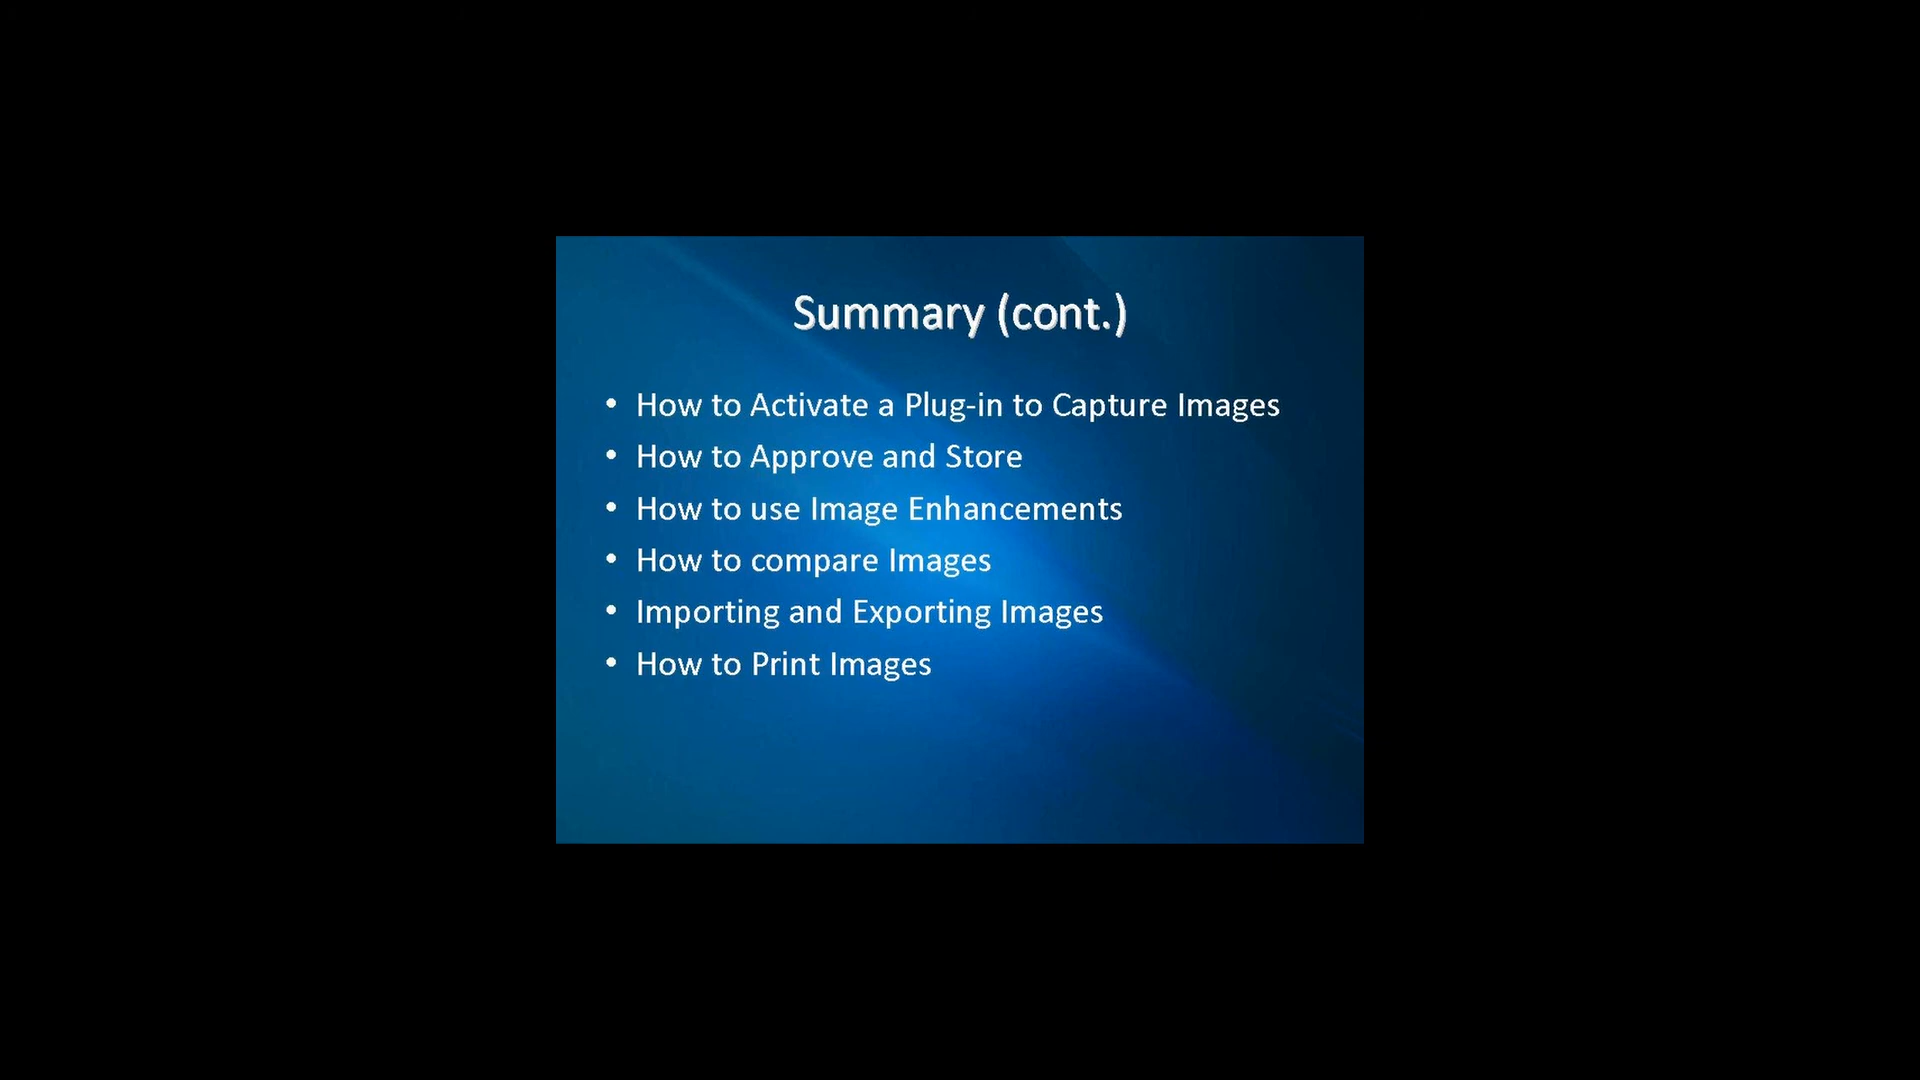 Summary (cont.)
• How to Activate a Plug-in to Capture Images
• How to Approve and Store
• How to use Image Enhancements
• How to compare Images
• Importing and Exporting Images
• How to Print Images